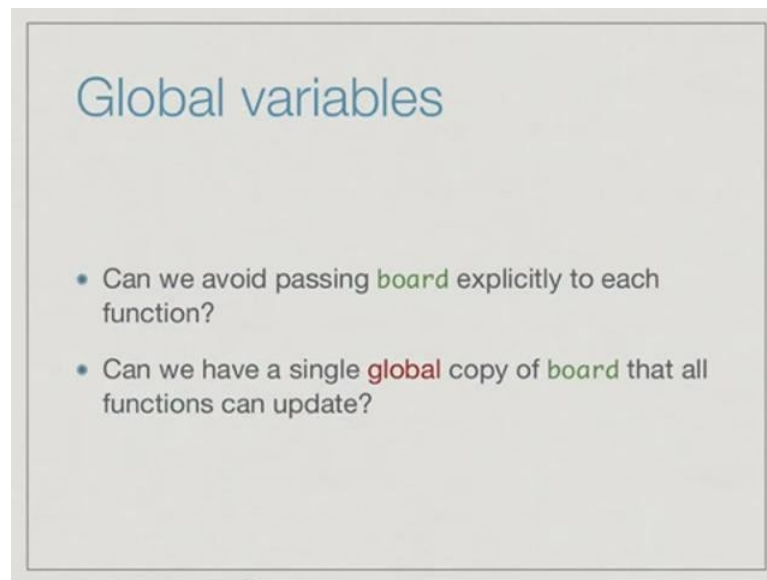 Global variables
Can we avoid passing board explicitly to each
function?
Can we have a single global copy of board that all
functions can update?